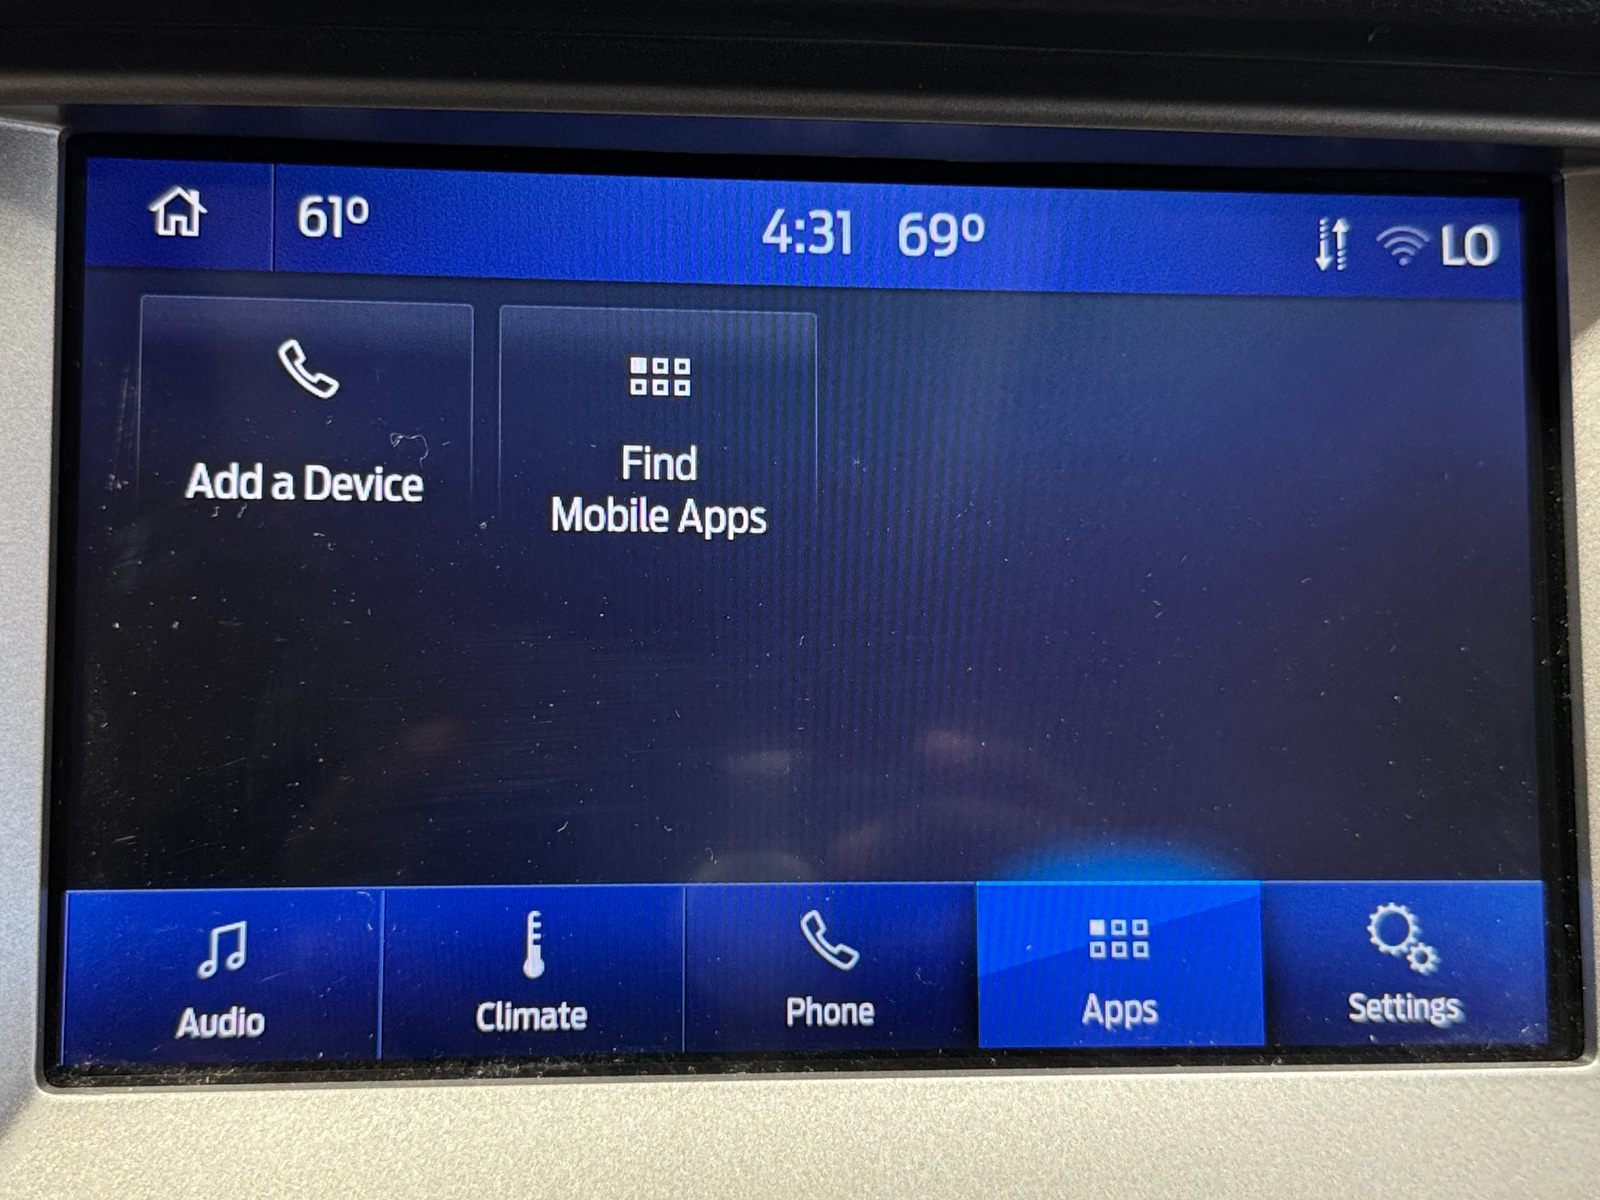 61º
4:31 69º
LO
Add a Device
Find
Mobile Apps
Audio
Climate
Phone
Apps
Settings